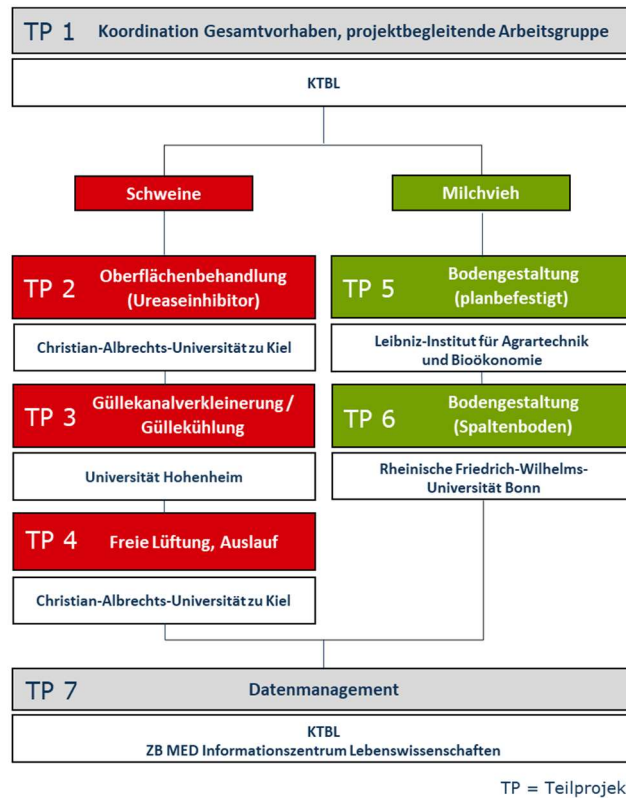 TP 1 Koordination Gesamtvorhaben, projektbegleitende Arbeitsgruppe
KTBL
Schweine
Milchvieh
TP 2 Oberflächenbehandlung
(Ureaseinhibitor)
Christian-Albrechts-Universität zu Kiel
TP 3 Güllekanalverkleinerung /
Güllekühlung
Universität Hohenheim
TP 4 Freie Lüftung, Auslauf
Christian-Albrechts-Universität zu Kiel
TP 5 Bodengestaltung
(planbefestigt)
Leibniz-Institut für Agrartechnik
und Bioökonomie
TP 6 Bodengestaltung
(Spaltenboden)
Rheinische Friedrich-Wilhelms-
Universität Bonn
TP 7 Datenmanagement
KTBL
ZB MED Informationszentrum Lebenswissenschaften
TP = Teilprojek